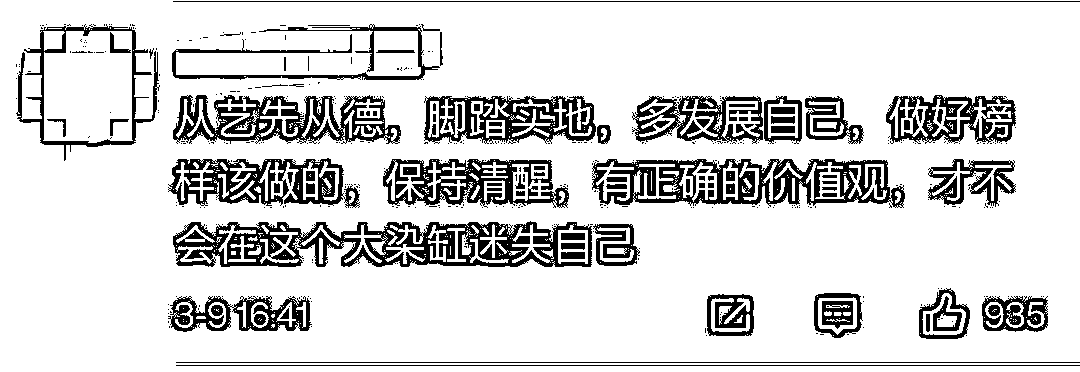 从艺先从德，脚踏实地，多发展自己，做好榜
样该做的，保持清醒，有正确的价值观，才不
会在这个大染缸迷失自己
3-9 16:41 935